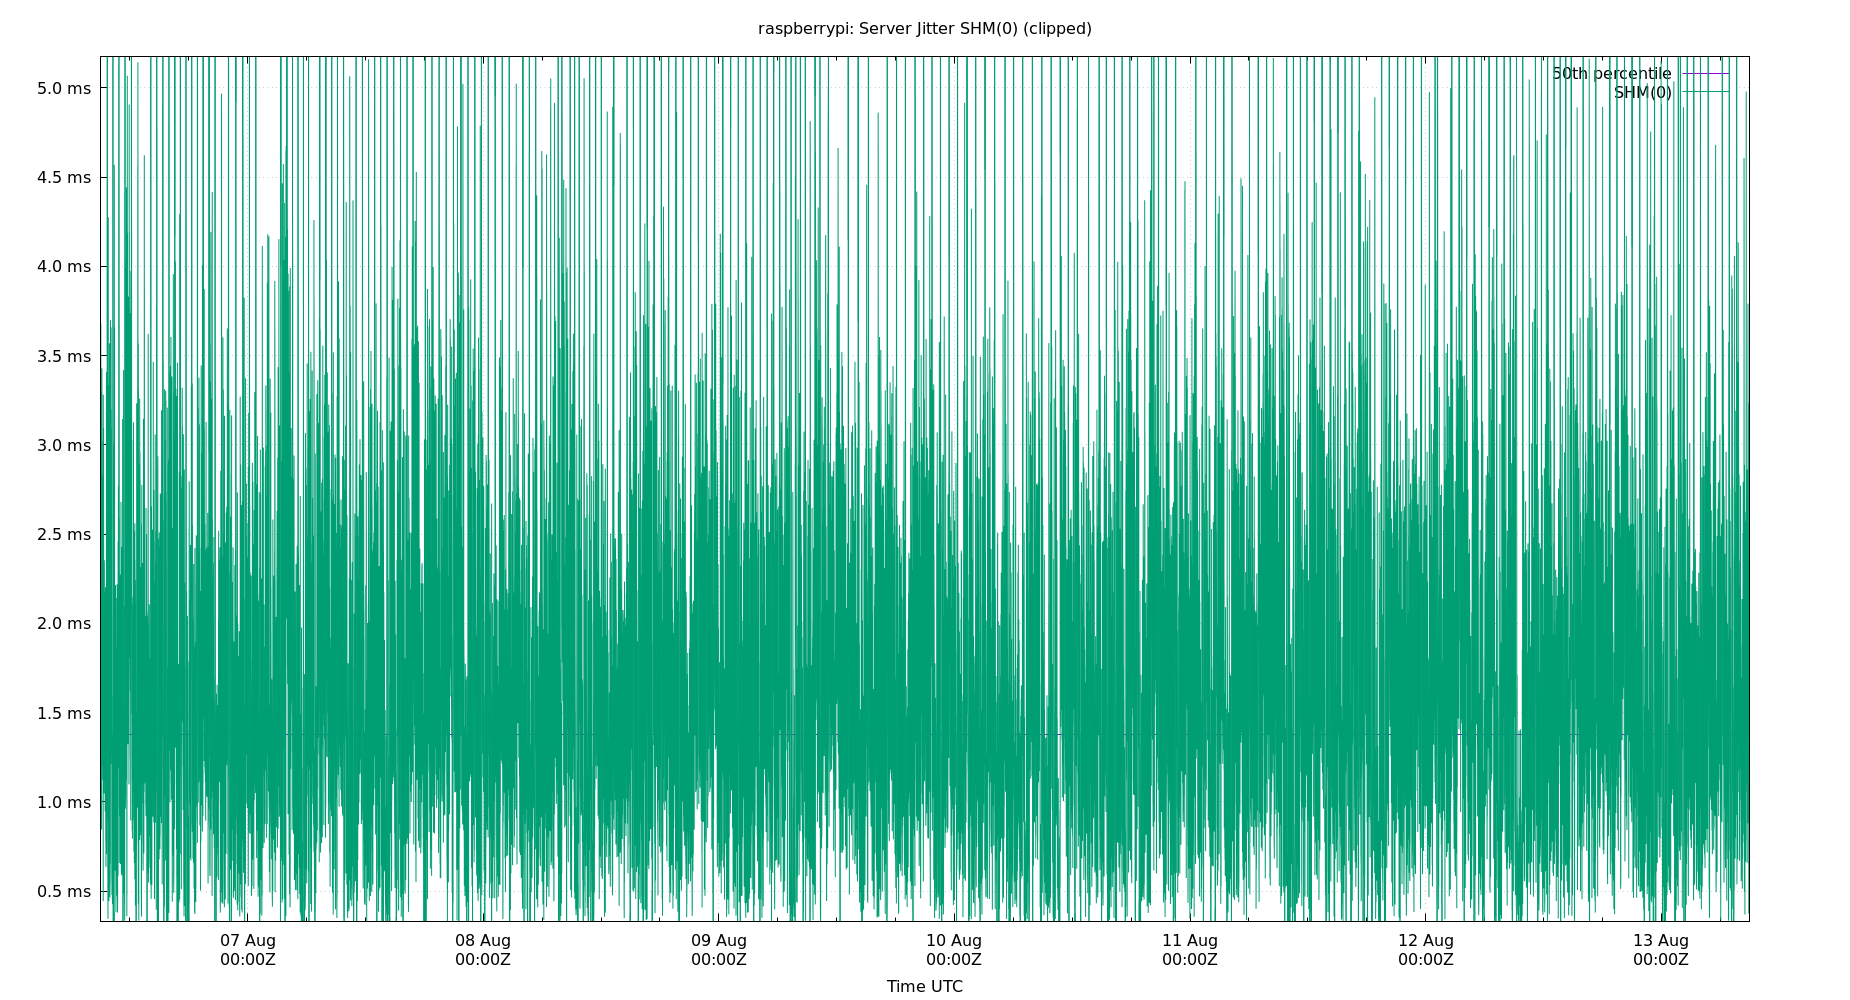 raspberrypi: Server Jitter SHM(0) (clipped)
50th percentile
SHM(0)
5.0 ms
4.5 ms
4.0 ms
3.5 ms
3.0 ms
2.5 ms
2.0 ms
1.5 ms
1.0 ms
0.5 ms
07 Aug 08 Aug 09 Aug 10 Aug 11 Aug 12 Aug 13 Aug
00:00Z 00:00Z 00:00Z 00:00Z 00:00Z 00:00Z 00:00Z
Time UTC